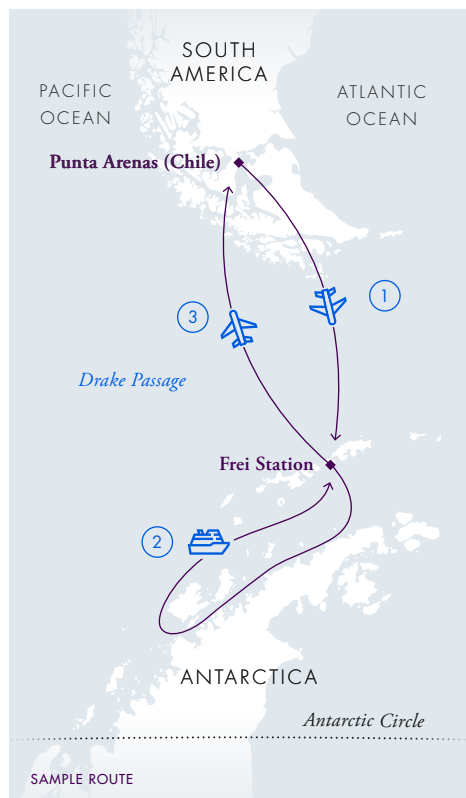 SOUTH
AMERICA
PACIFIC
OCEAN
ATLANTIC
OCEAN
Punta Arenas (Chile)
1
3
Drake Passage
Frei Station
2
ANTARCTICA
Antarctic Circle
SAMPLE ROUTE